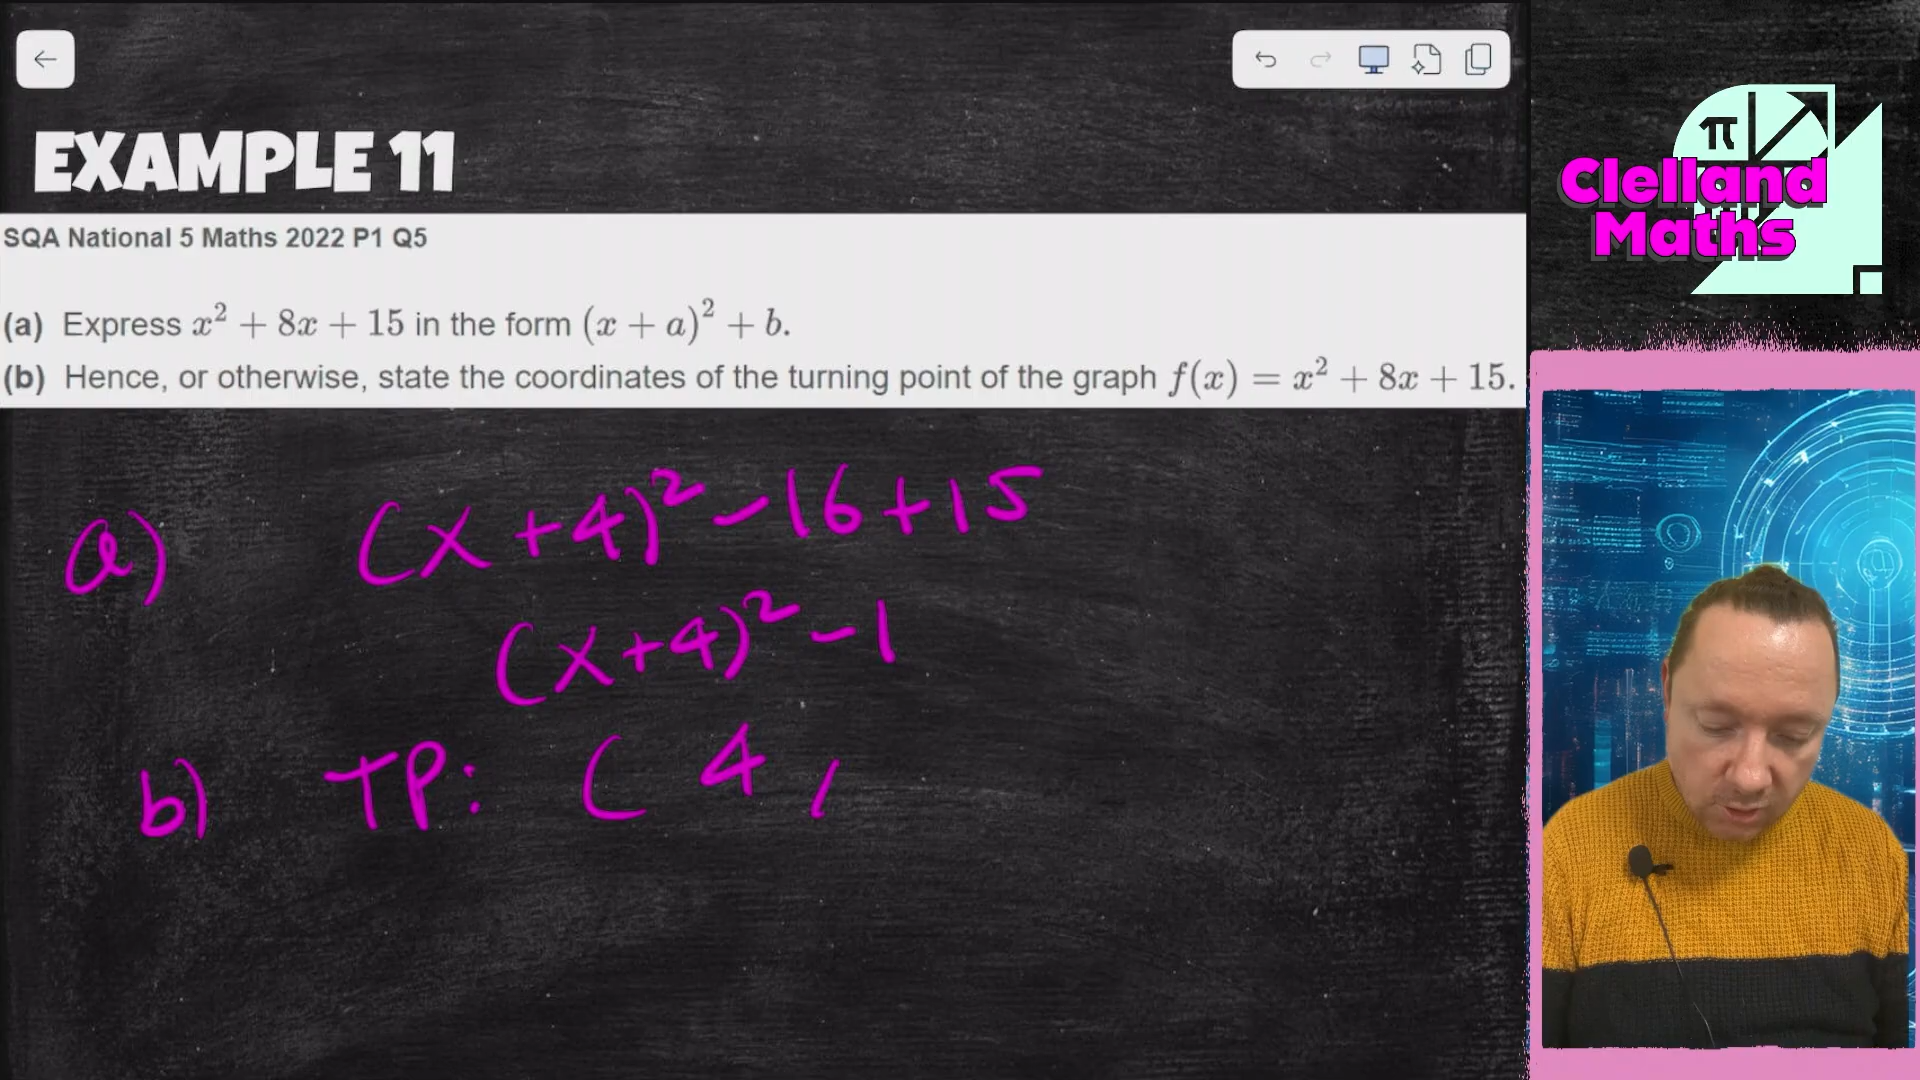 EXAMPLE 11
SQA National 5 Maths 2022 P1 Q5
(a) Express x² + 8x + 15 in the form (x + a)² + b.
(b) Hence, or otherwise, state the coordinates of the turning point of the graph f(x) = x² + 8x + 15.
a) (x+4)² -16+15
(x+4)² -1
b) TP: ( 4 ,
π
Clelland
Maths